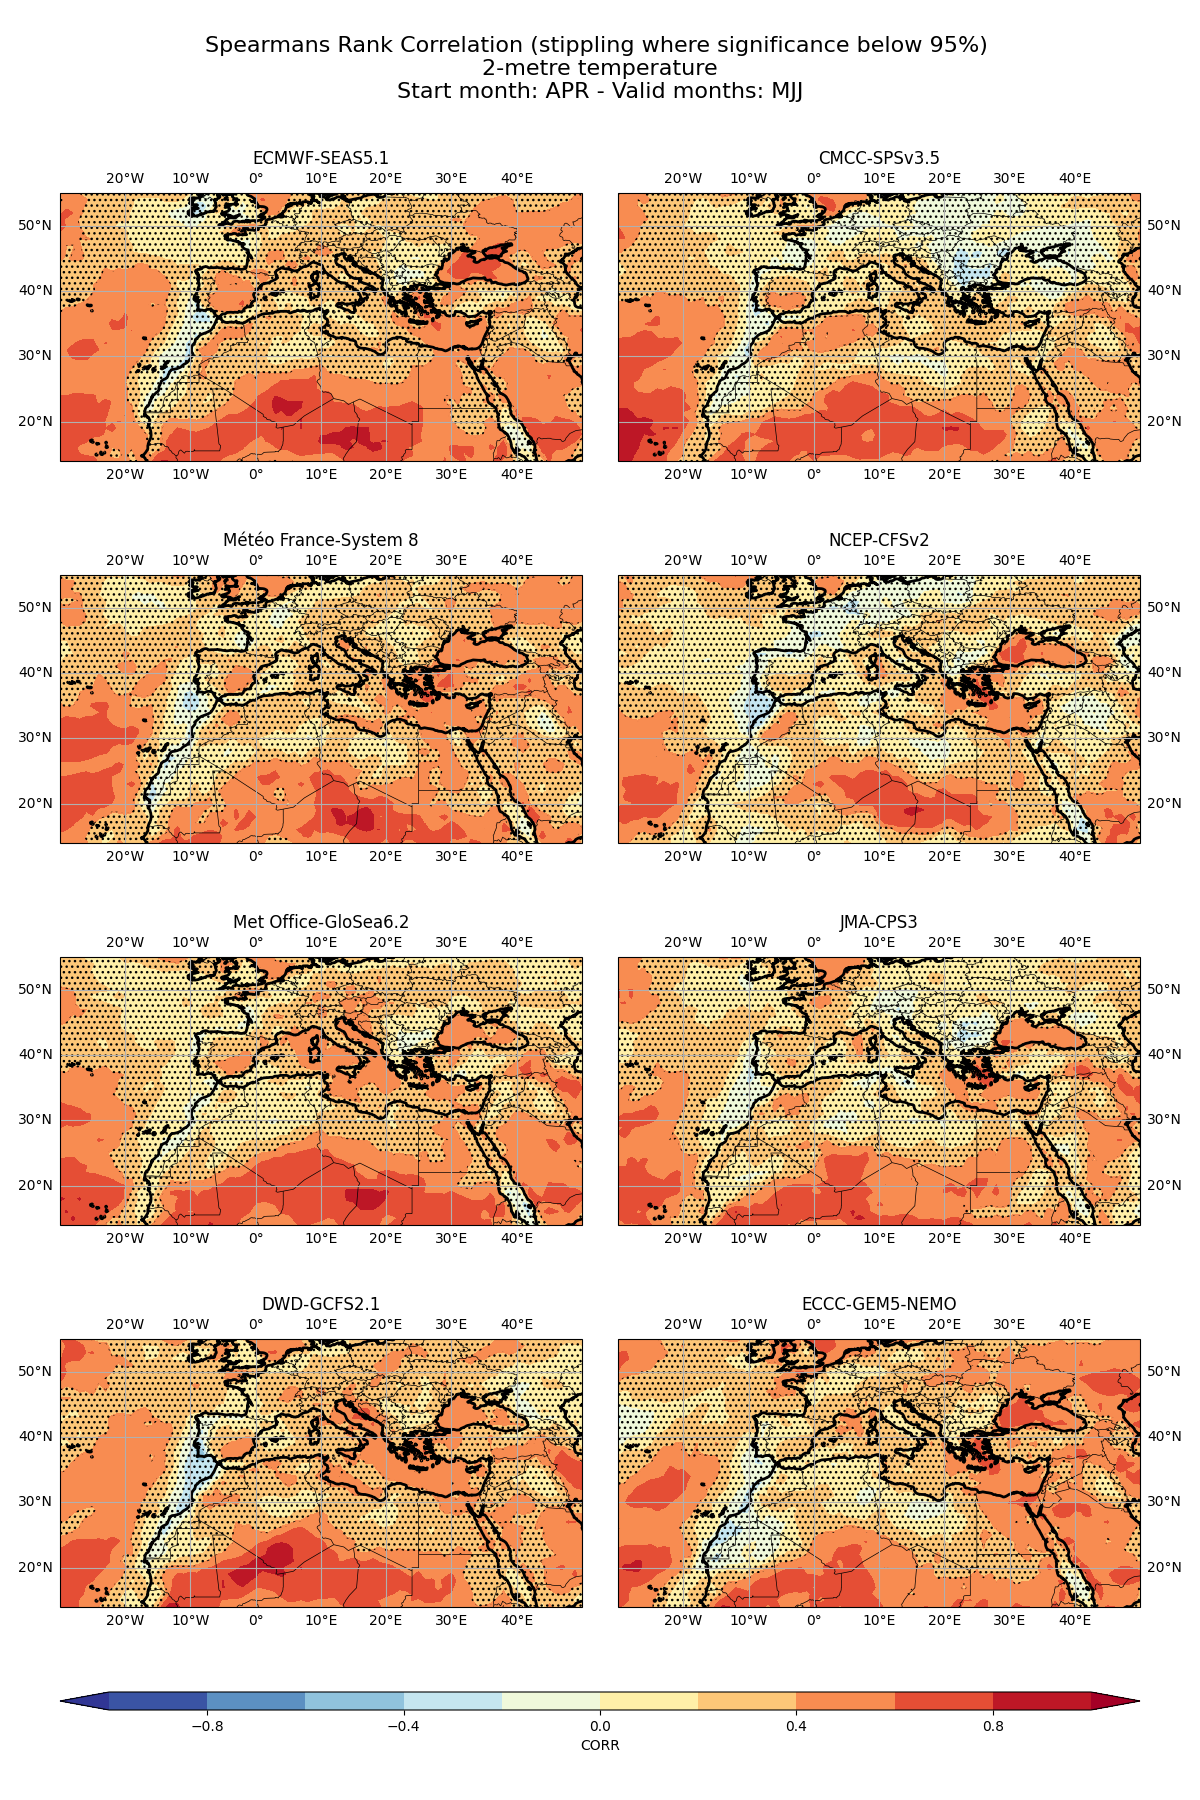 Spearmans Rank Correlation (stippling where significance below 95%)
2-metre temperature
Start month: APR - Valid months: MJJ
ECMWF-SEAS5.1
20°W 10°W 0° 10°E 20°E 30°E 40°E
50°N
40°N
30°N
20°N
20°W 10°W 0° 10°E 20°E 30°E 40°E
CMCC-SPSv3.5
20°W 10°W 0° 10°E 20°E 30°E 40°E
50°N
40°N
30°N
20°N
20°W 10°W 0° 10°E 20°E 30°E 40°E
Météo France-System 8
20°W 10°W 0° 10°E 20°E 30°E 40°E
50°N
40°N
30°N
20°N
20°W 10°W 0° 10°E 20°E 30°E 40°E
NCEP-CFSv2
20°W 10°W 0° 10°E 20°E 30°E 40°E
50°N
40°N
30°N
20°N
20°W 10°W 0° 10°E 20°E 30°E 40°E
Met Office-GloSea6.2
20°W 10°W 0° 10°E 20°E 30°E 40°E
50°N
40°N
30°N
20°N
20°W 10°W 0° 10°E 20°E 30°E 40°E
JMA-CPS3
20°W 10°W 0° 10°E 20°E 30°E 40°E
50°N
40°N
30°N
20°N
20°W 10°W 0° 10°E 20°E 30°E 40°E
DWD-GCFS2.1
20°W 10°W 0° 10°E 20°E 30°E 40°E
50°N
40°N
30°N
20°N
20°W 10°W 0° 10°E 20°E 30°E 40°E
ECCC-GEM5-NEMO
20°W 10°W 0° 10°E 20°E 30°E 40°E
50°N
40°N
30°N
20°N
20°W 10°W 0° 10°E 20°E 30°E 40°E
−0.8 −0.4 0.0 0.4 0.8
CORR